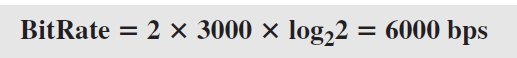 BitRate = 2 × 3000 × log₂2 = 6000 bps